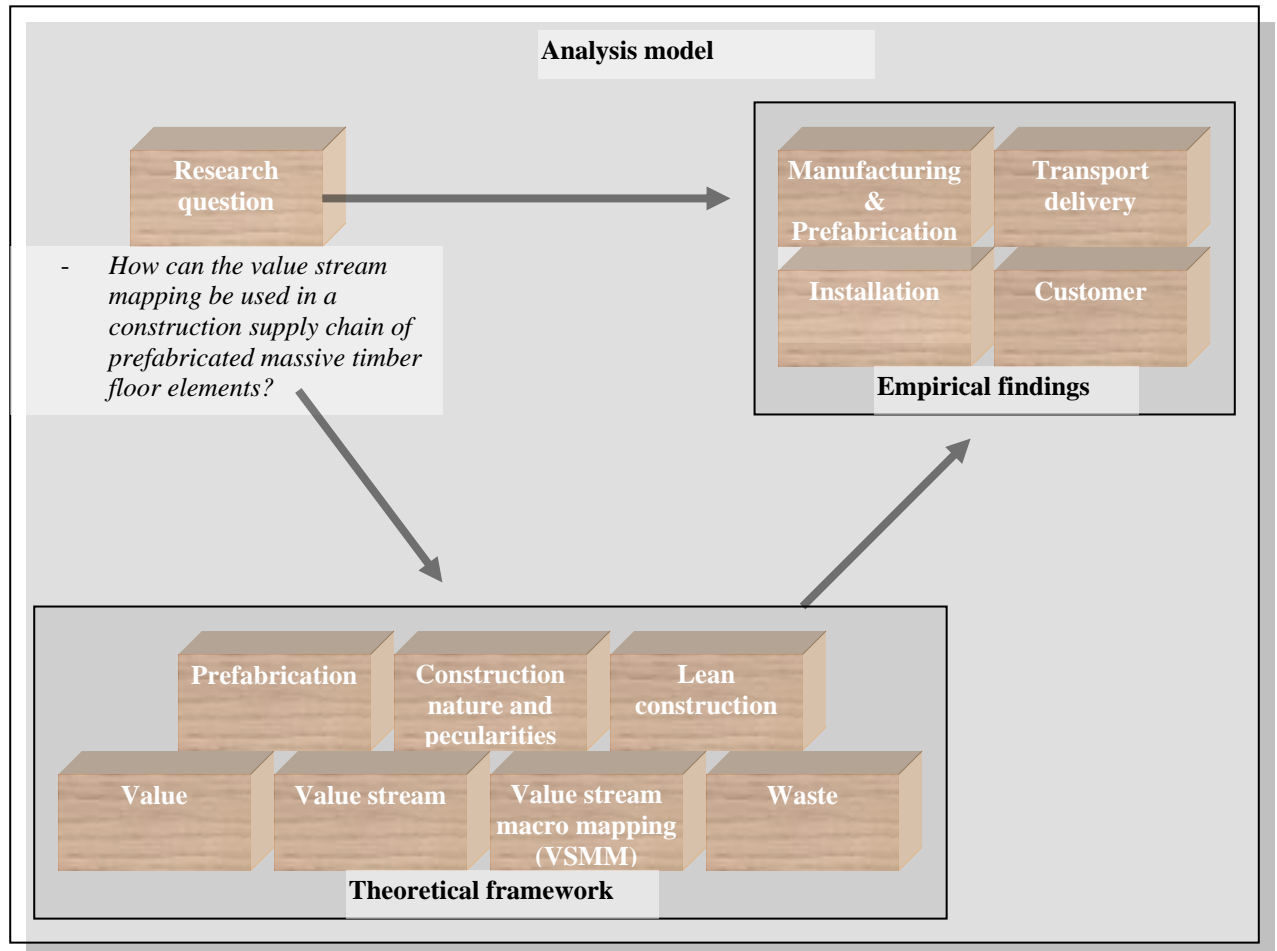 Analysis model
Research
question
- How can the value stream
mapping be used in a
construction supply chain of
prefabricated massive timber
floor elements?
Manufacturing
&
Prefabrication
Transport
delivery
Installation
Customer
Empirical findings
Prefabrication
Construction
nature and
pecularities
Lean
construction
Value
Value stream
Value stream
macro mapping
(VSMM)
Waste
Theoretical framework